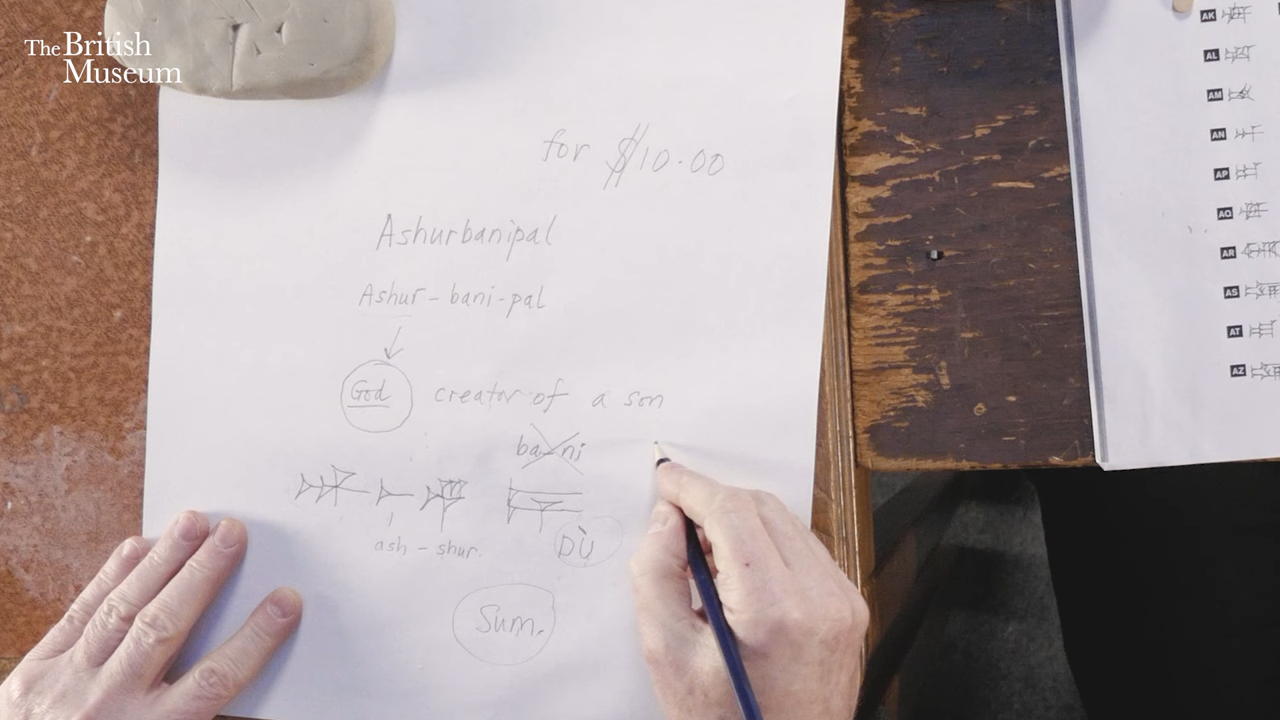 The British
Museum
for $10.00
Ashurbanipal
Ashur-bani-pal
God creator of a son
ba-ni
𒀭 𒀸 𒋩 𒆕
ash-shur. DÙ
Sum.
AK
AL
AM
AN
AP
AQ
AR
AS
AT
AZ